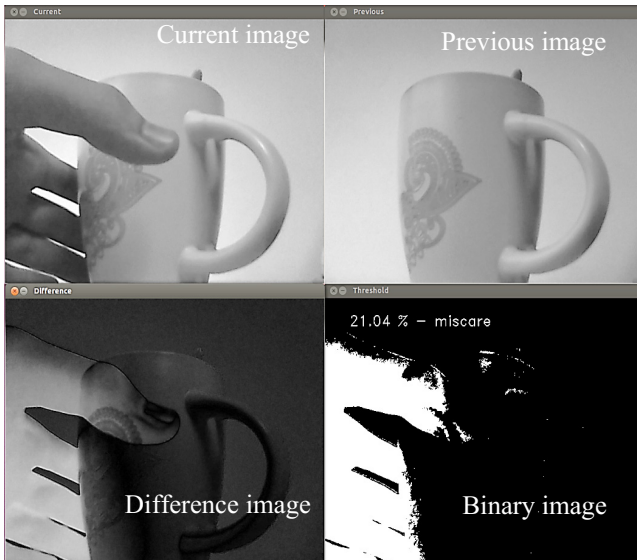 Current
Current image
Previous
Previous image
Difference
Difference image
Threshold
21.04 % - miscare
Binary image